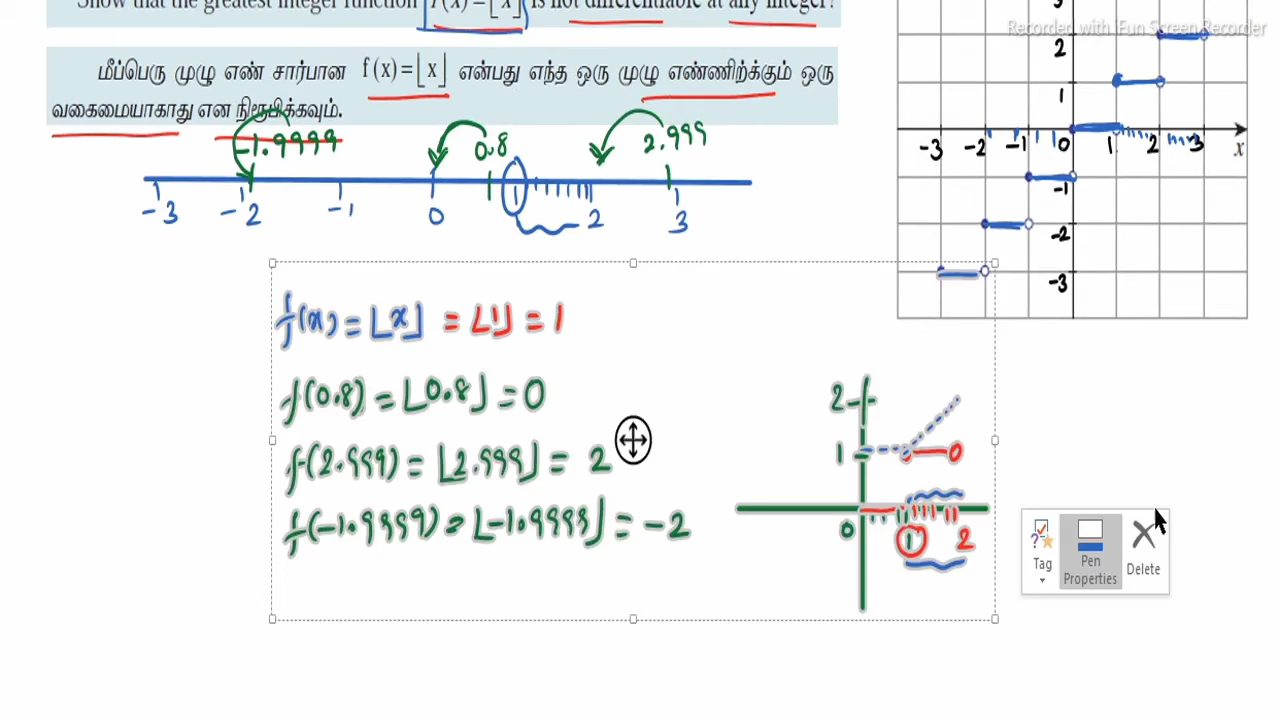 Show that the greatest integer function f(x) = ⌊x⌋ is not differentiable at any integer?
Recorded with iFun Screen Recorder
மீப்பெரு முழு எண் சார்பான f(x) = ⌊x⌋ என்பது எந்த ஒரு முழு எண்ணிற்க்கும் ஒரு
வகைமையாகாது என நிரூபிக்கவும்.
-1.9999 0.8 2.999
-3 -2 -1 0 1 2 3
3
2
1
-3 -2 -1 0 1 2 3 x
-1
-2
-3
f(x) = ⌊x⌋ = ⌊1⌋ = 1
f(0.8) = ⌊0.8⌋ = 0
f(2.999) = ⌊2.999⌋ = 2
f(-1.9999) = ⌊-1.9999⌋ = -2
2
1
0 1 2
Tag
Pen Properties
Delete